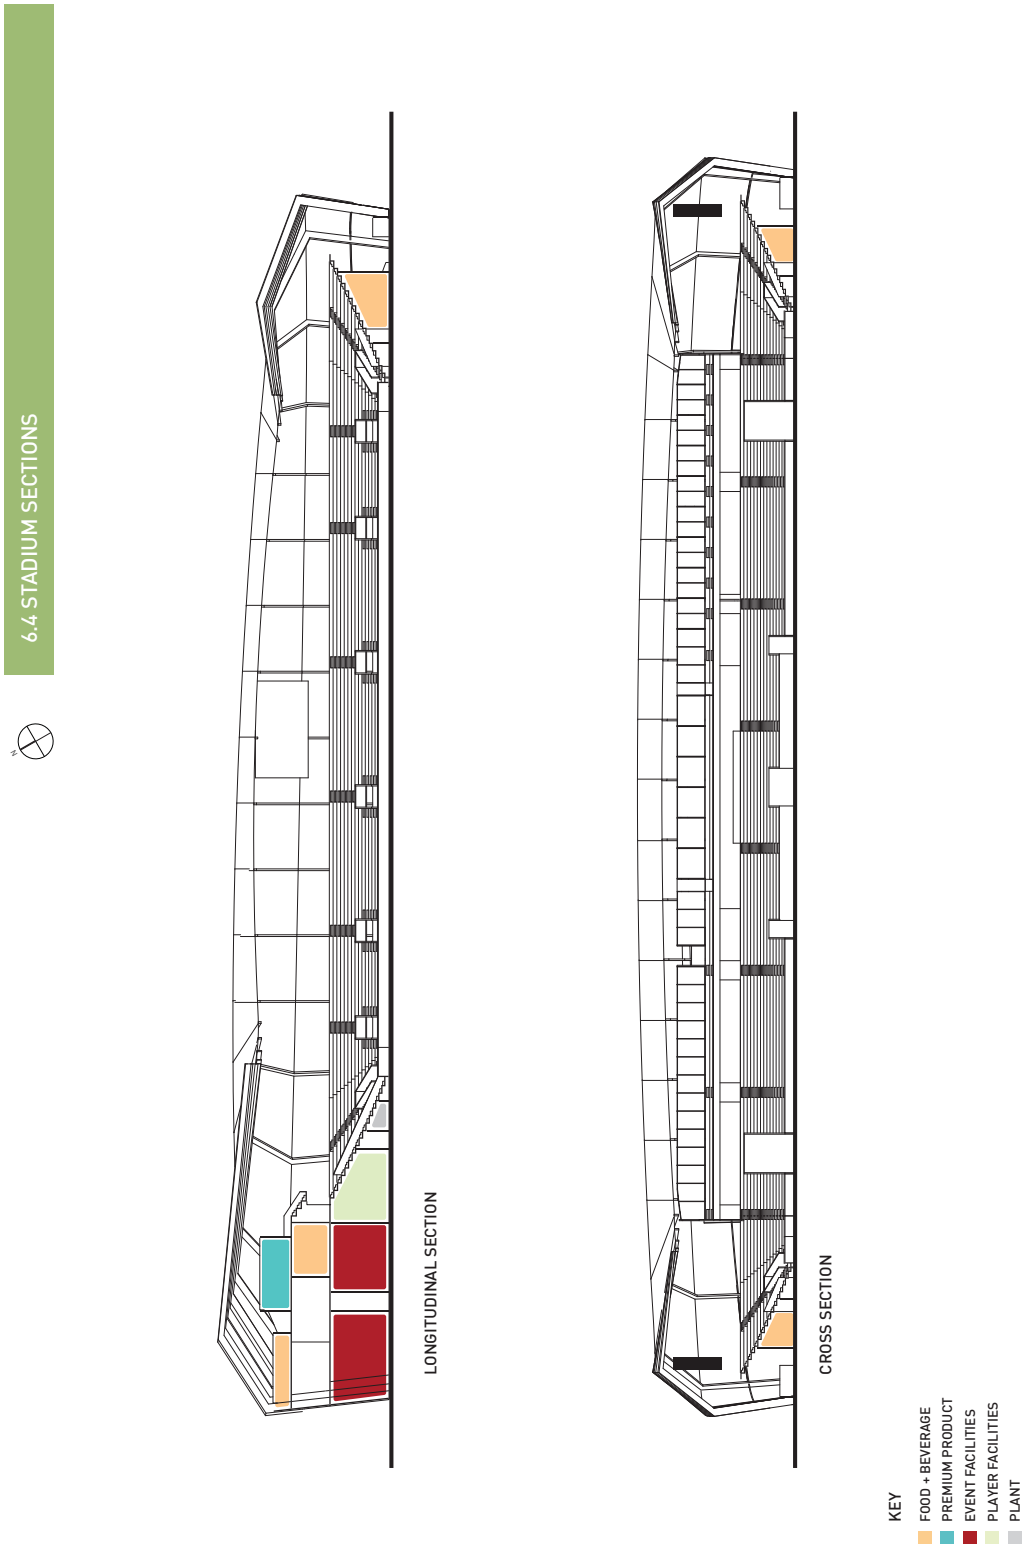 6.4 STADIUM SECTIONS
N
LONGITUDINAL SECTION
CROSS SECTION
KEY
FOOD + BEVERAGE
PREMIUM PRODUCT
EVENT FACILITIES
PLAYER FACILITIES
PLANT